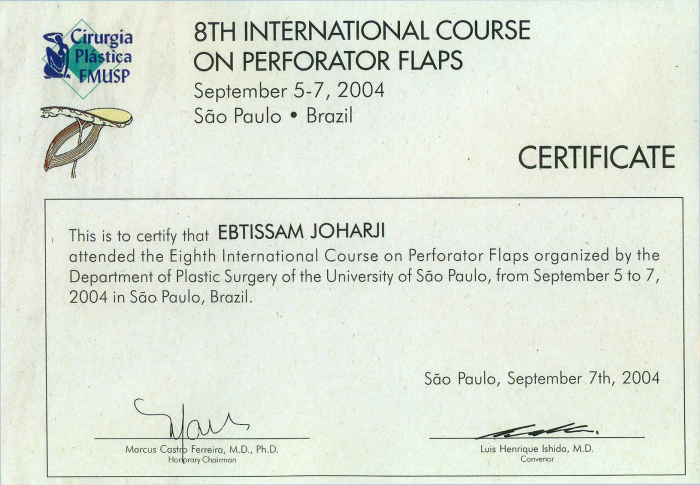 Cirurgia
Plástica
FMUSP
8TH INTERNATIONAL COURSE
ON PERFORATOR FLAPS
September 5-7, 2004
São Paulo • Brazil
CERTIFICATE
This is to certify that EBTISSAM JOHARJI
attended the Eighth International Course on Perforator Flaps organized by the
Department of Plastic Surgery of the University of São Paulo, from September 5 to 7,
2004 in São Paulo, Brazil.
São Paulo, September 7th, 2004
Marcus Castro Ferreira, M.D., Ph.D.
Honorary Chairman
Luis Henrique Ishida, M.D.
Convenor